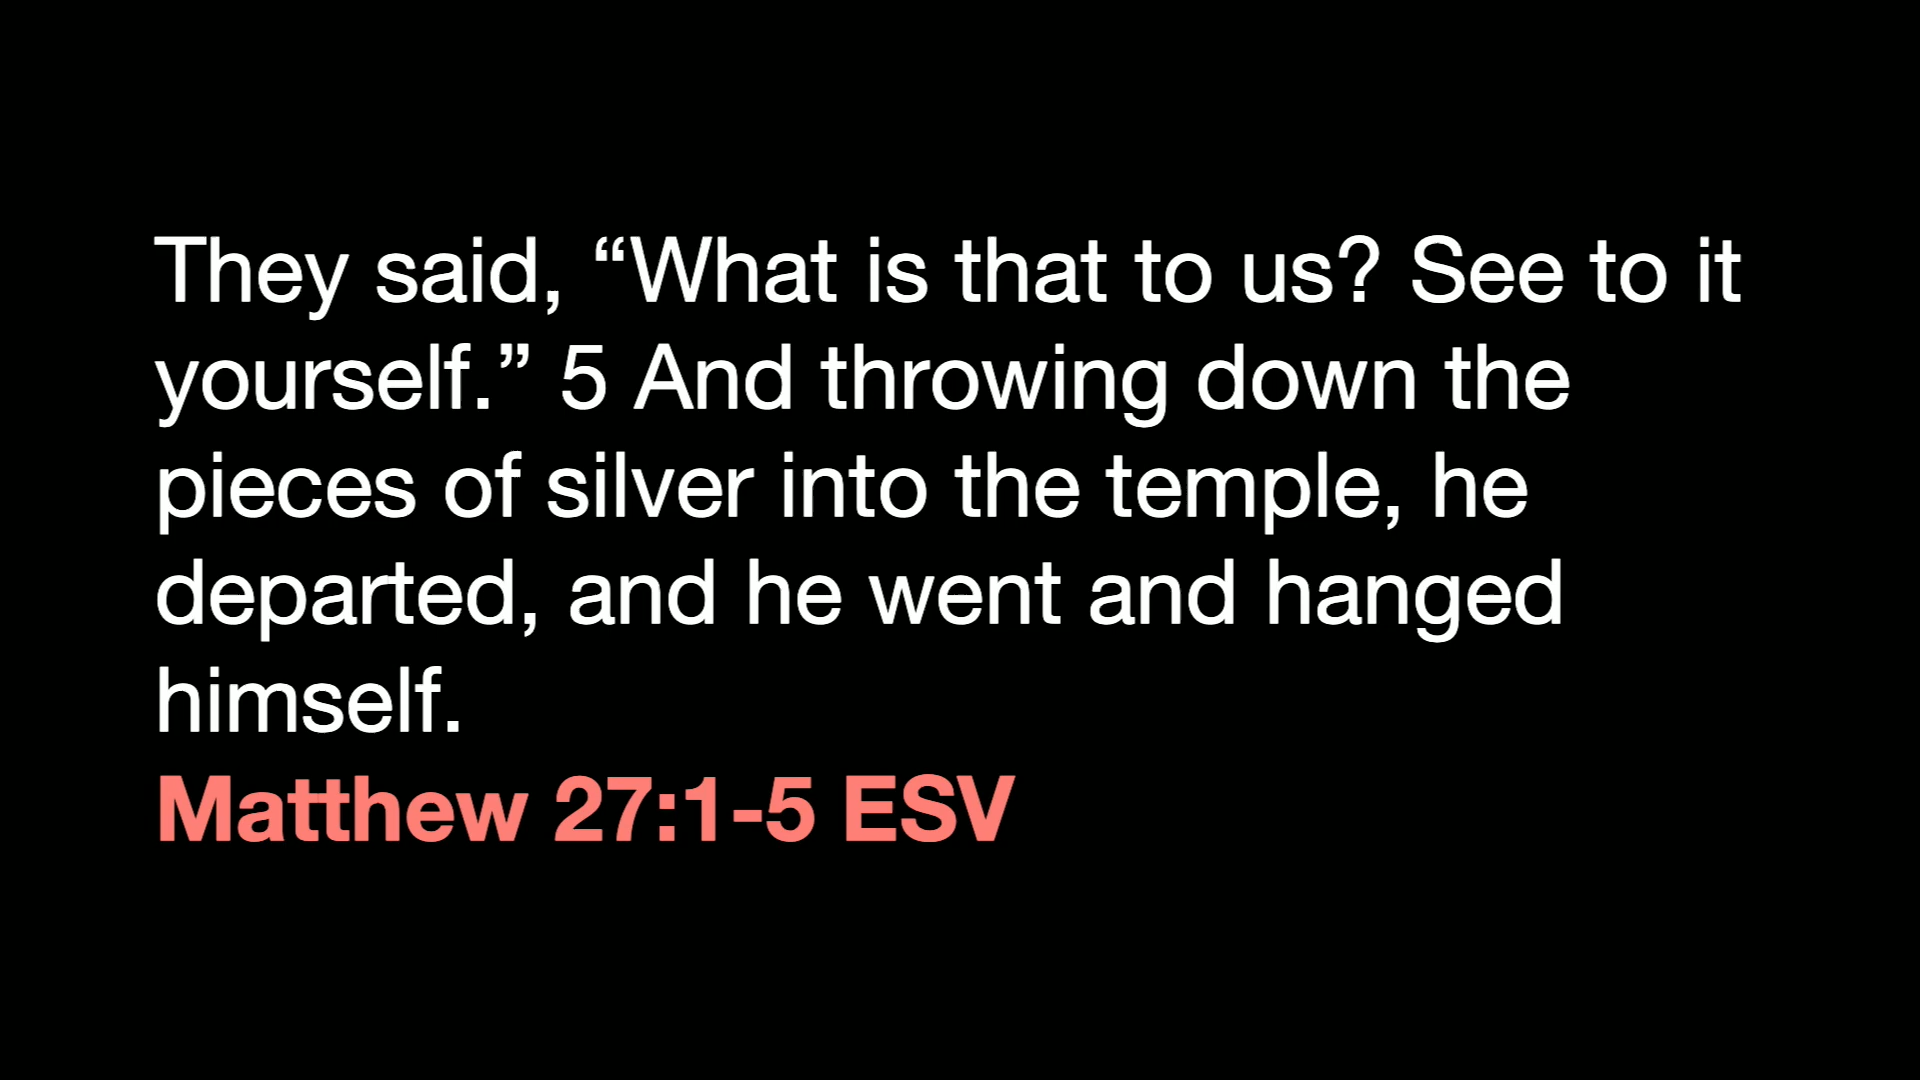 They said, “What is that to us? See to it
yourself.” 5 And throwing down the
pieces of silver into the temple, he
departed, and he went and hanged
himself.
Matthew 27:1-5 ESV